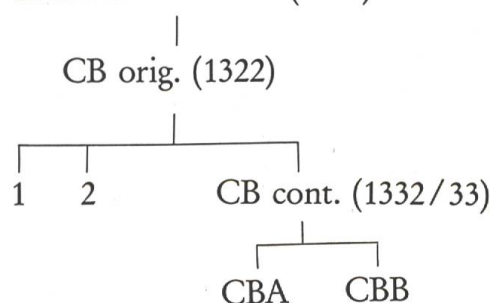 CB orig. (1322)
1 2 CB cont. (1332/33)
CBA CBB